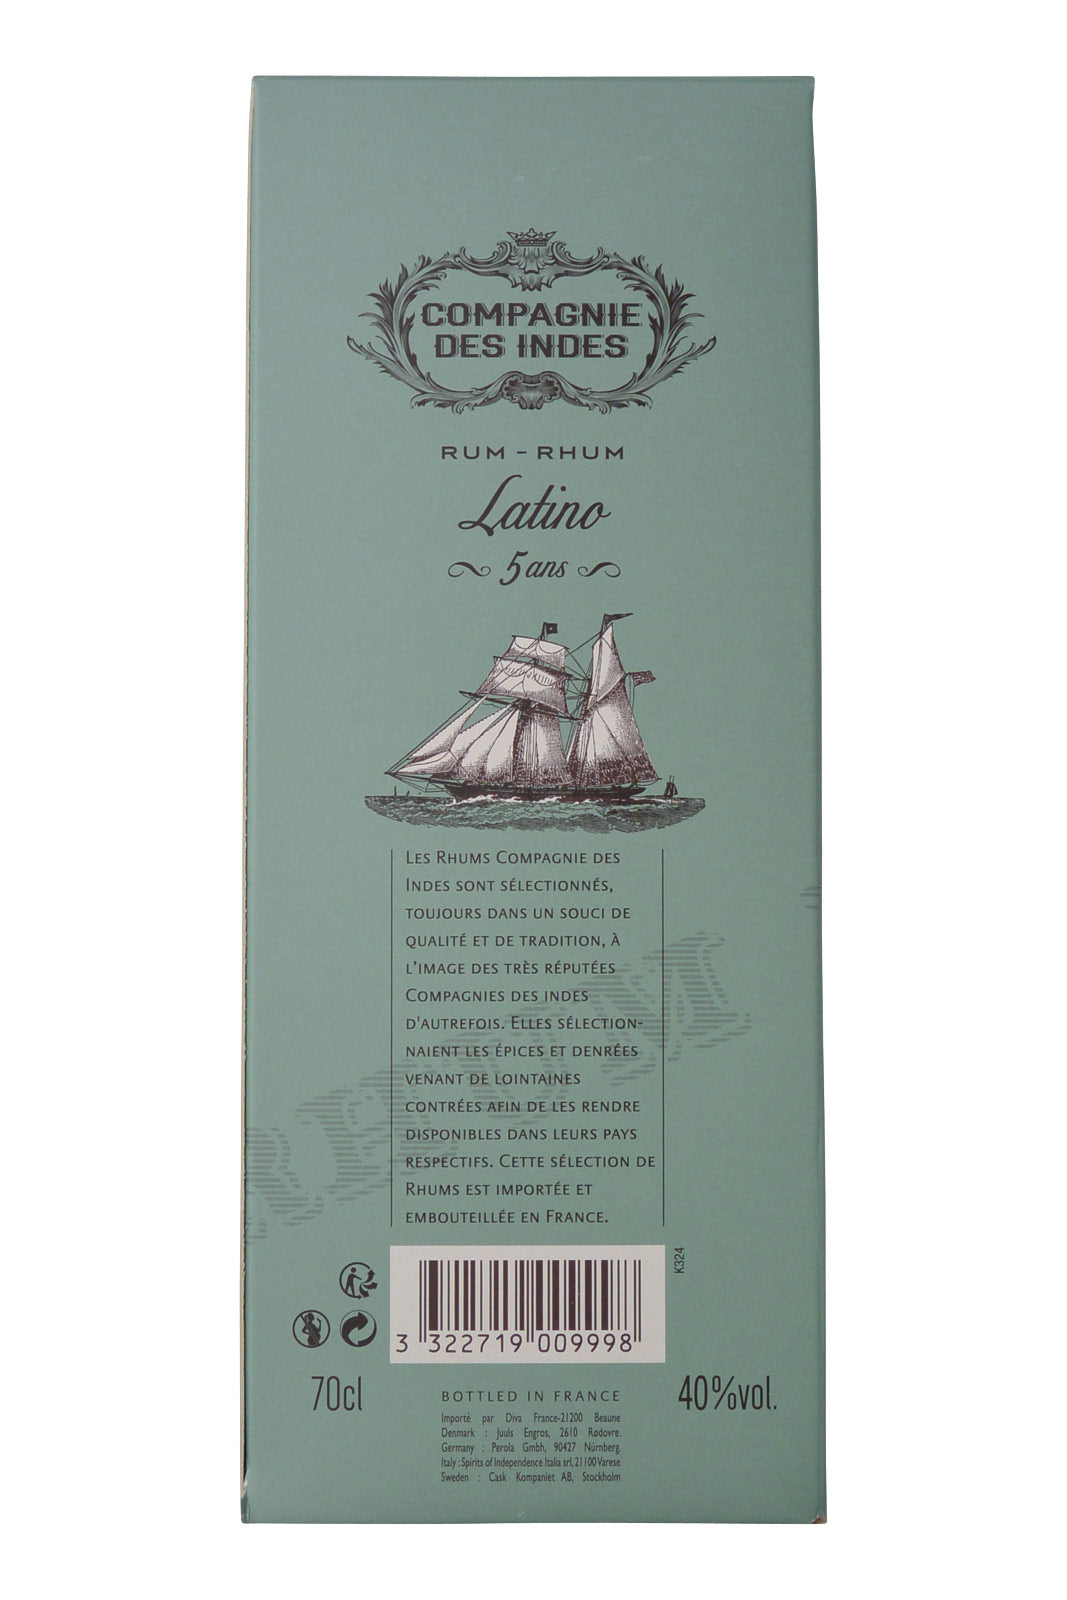 COMPAGNIE
DES INDES
RUM - RHUM
Latino
5 ans
LES RHUMS COMPAGNIE DES
INDES SONT SÉLECTIONNÉS,
TOUJOURS DANS UN SOUCI DE
QUALITÉ ET DE TRADITION, À
L'IMAGE DES TRÈS RÉPUTÉES
COMPAGNIES DES INDES
D'AUTREFOIS. ELLES SÉLECTION-
NAIENT LES ÉPICES ET DENRÉES
VENANT DE LOINTAINES
CONTRÉES AFIN DE LES RENDRE
DISPONIBLES DANS LEURS PAYS
RESPECTIFS. CETTE SÉLECTION DE
RHUMS EST IMPORTÉE ET
EMBOUTEILLÉE EN FRANCE.
K324
3 322719 009998
70cl
BOTTLED IN FRANCE
40%vol.
Importé par Diva France-21200 Beaune
Denmark : Juuls Engros, 2610 Rødovre.
Germany : Perola Gmbh, 90427 Nürnberg.
Italy : Spirits of Independence Italia srl, 21100 Varese
Sweden : Cask Kompaniet AB, Stockholm